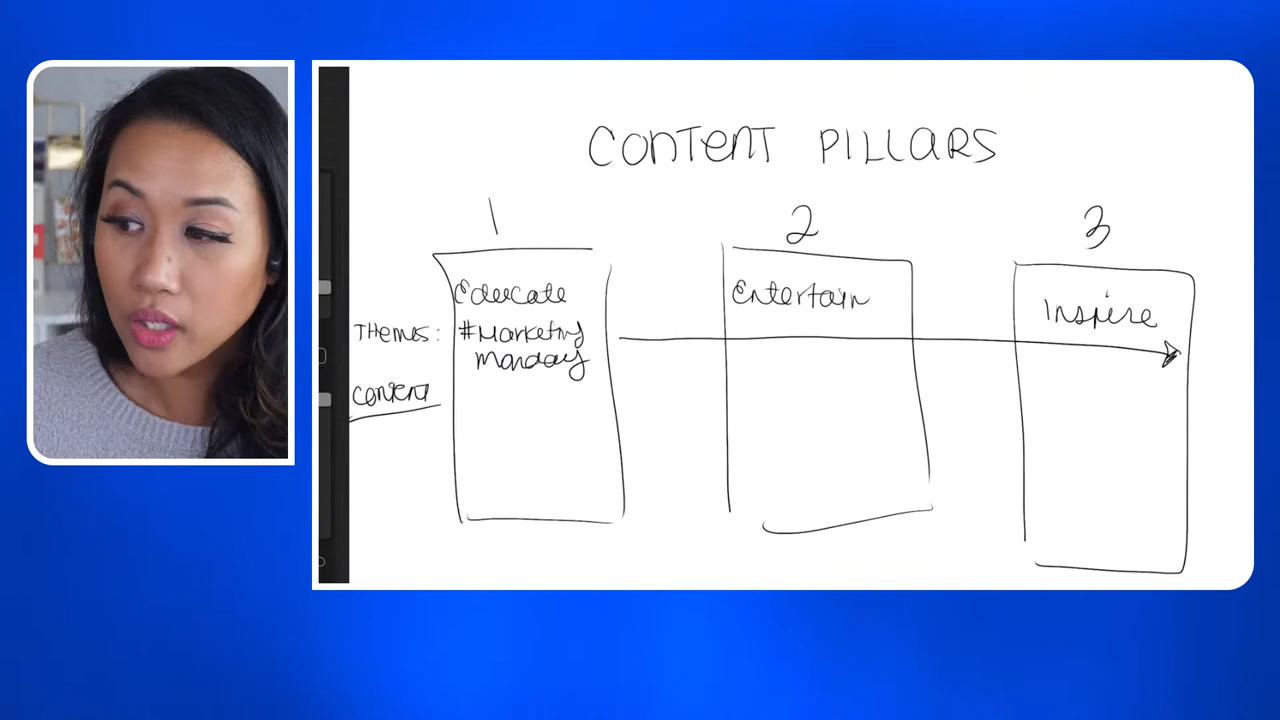 CONTENT PILLARS
1 2 3
Educate Entertain Inspire
THEMES: #Marketing
Monday
CONTENT